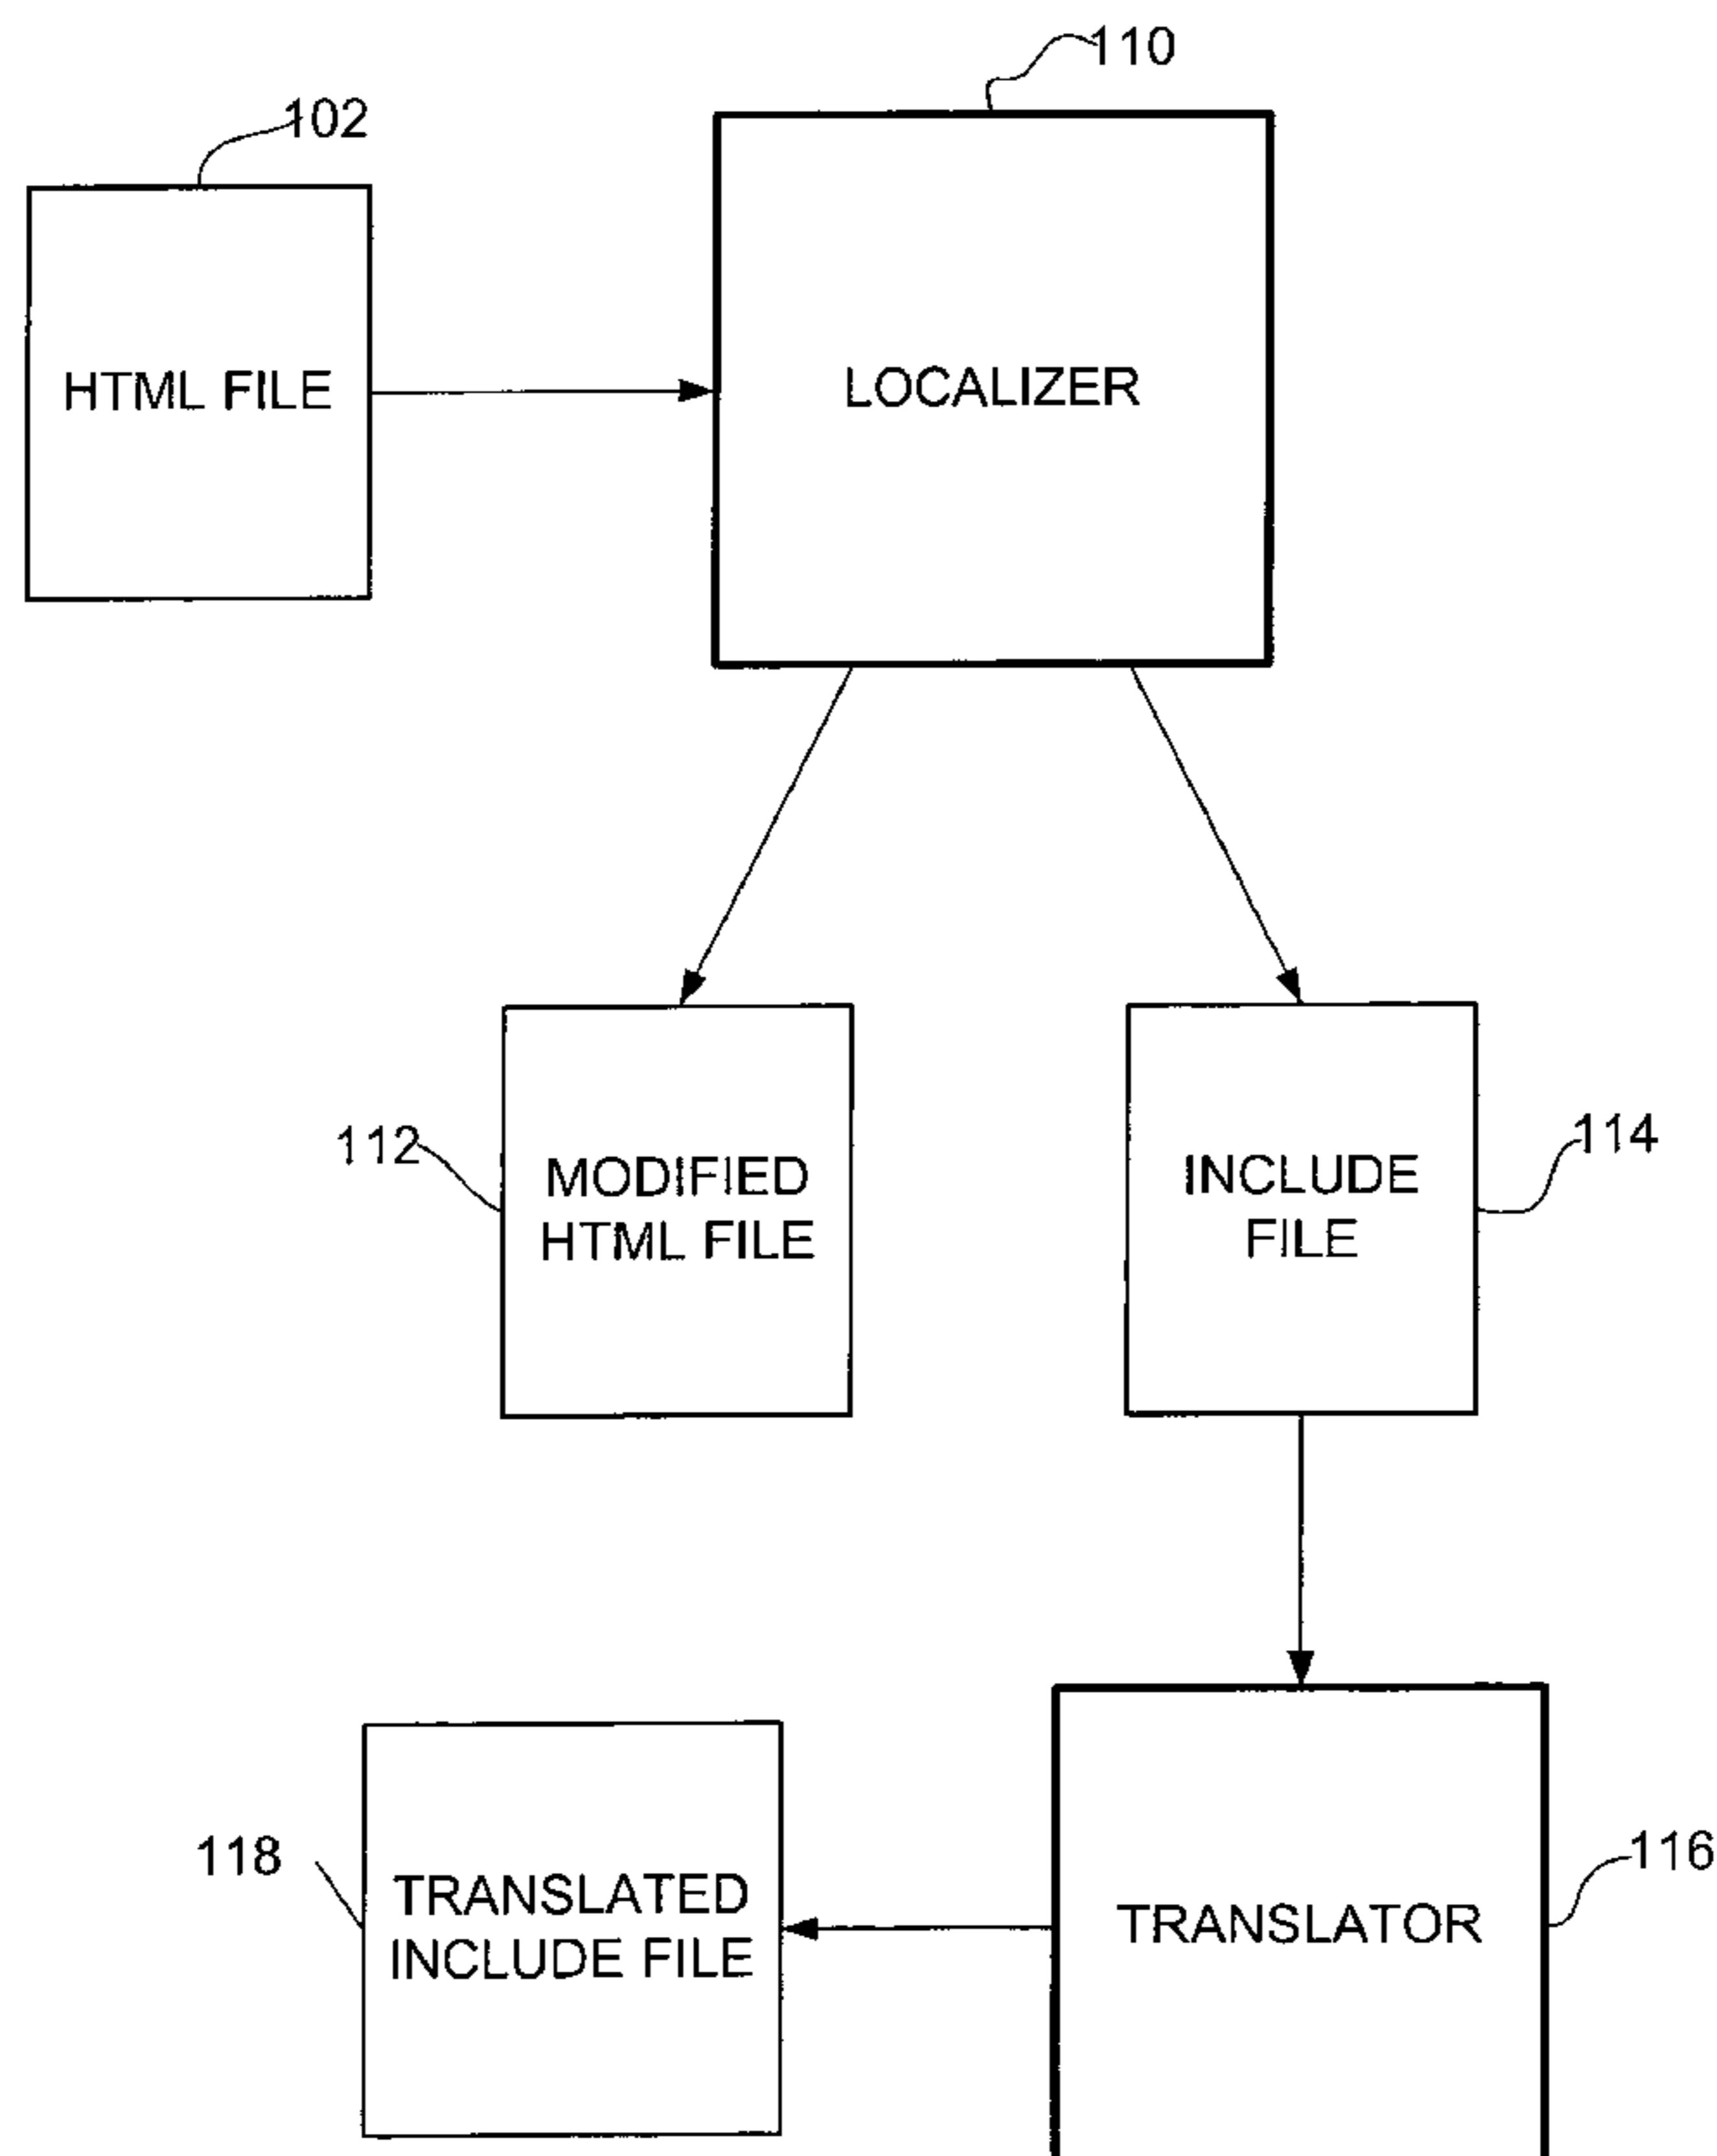 110
102
HTML FILE
LOCALIZER
112
MODIFIED
HTML FILE
INCLUDE
FILE
114
118
TRANSLATED
INCLUDE FILE
TRANSLATOR
116